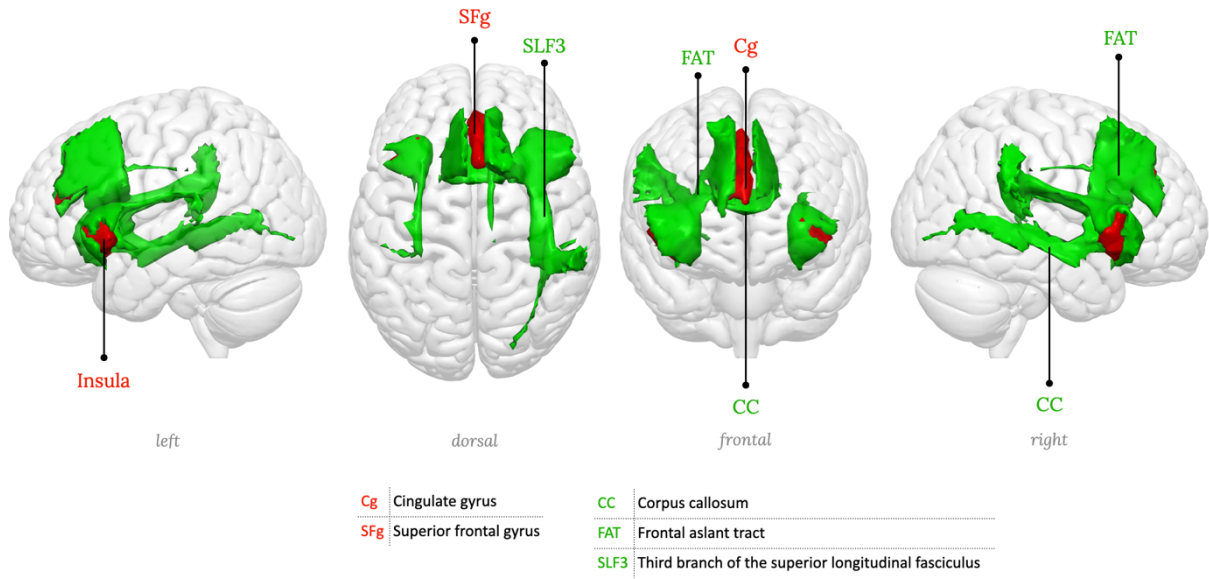 SFg
SLF3
FAT
Cg
FAT
Insula
CC
CC
left
dorsal
frontal
right
Cg Cingulate gyrus
SFg Superior frontal gyrus
CC Corpus callosum
FAT Frontal aslant tract
SLF3 Third branch of the superior longitudinal fasciculus